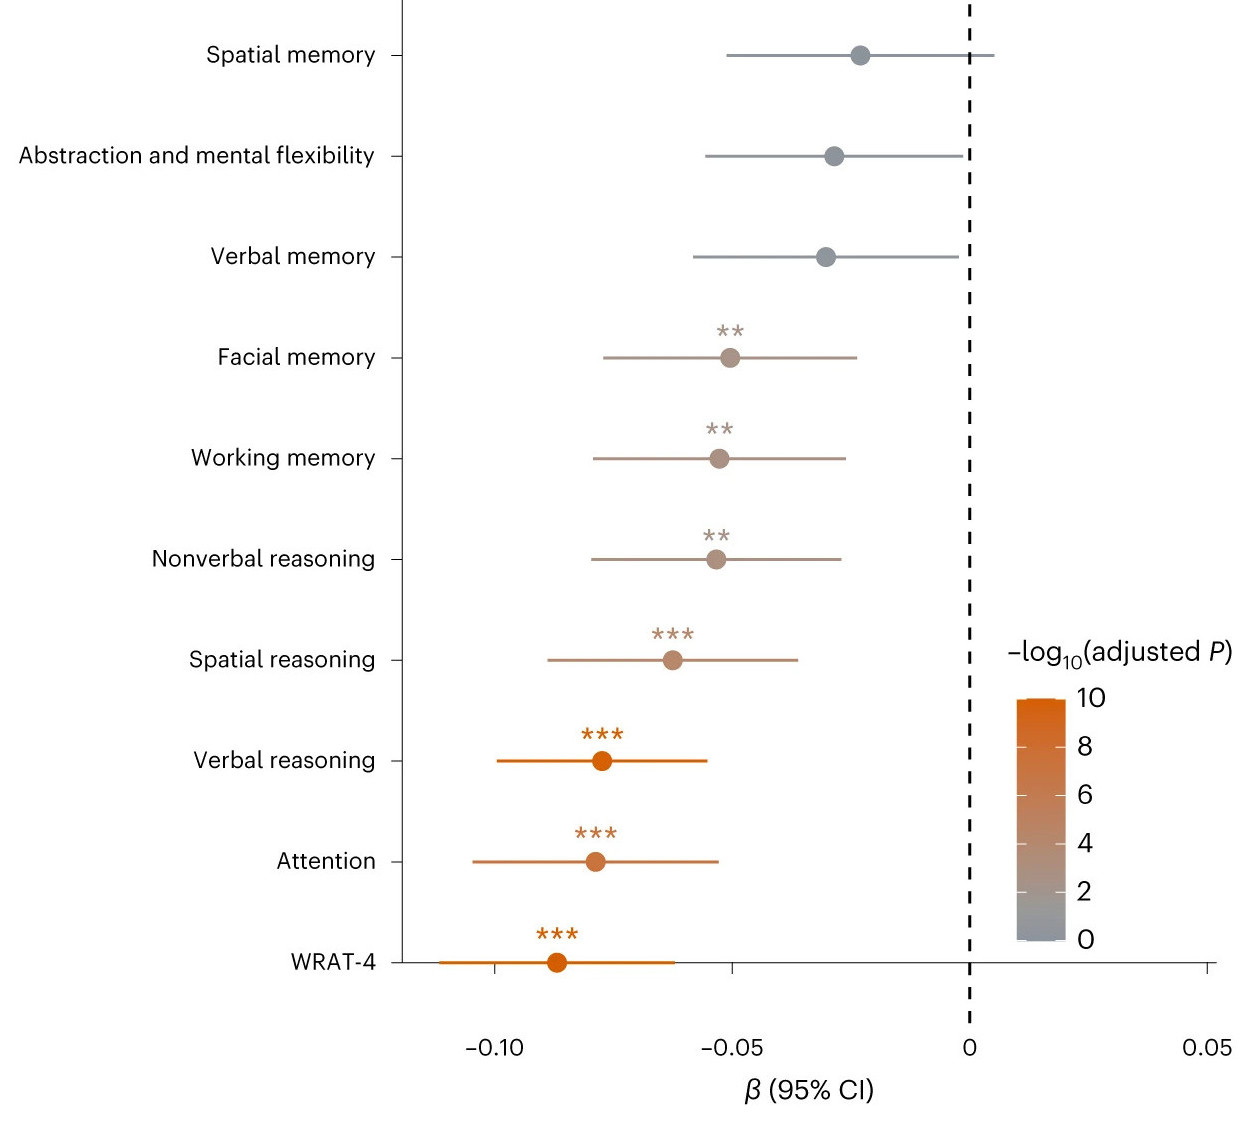 Spatial memory
Abstraction and mental flexibility
Verbal memory
**
Facial memory
**
Working memory
**
Nonverbal reasoning
***
Spatial reasoning
***
Verbal reasoning
***
Attention
***
WRAT-4
–log10(adjusted P)
10
8
6
4
2
0
–0.10 –0.05 0 0.05
β (95% CI)